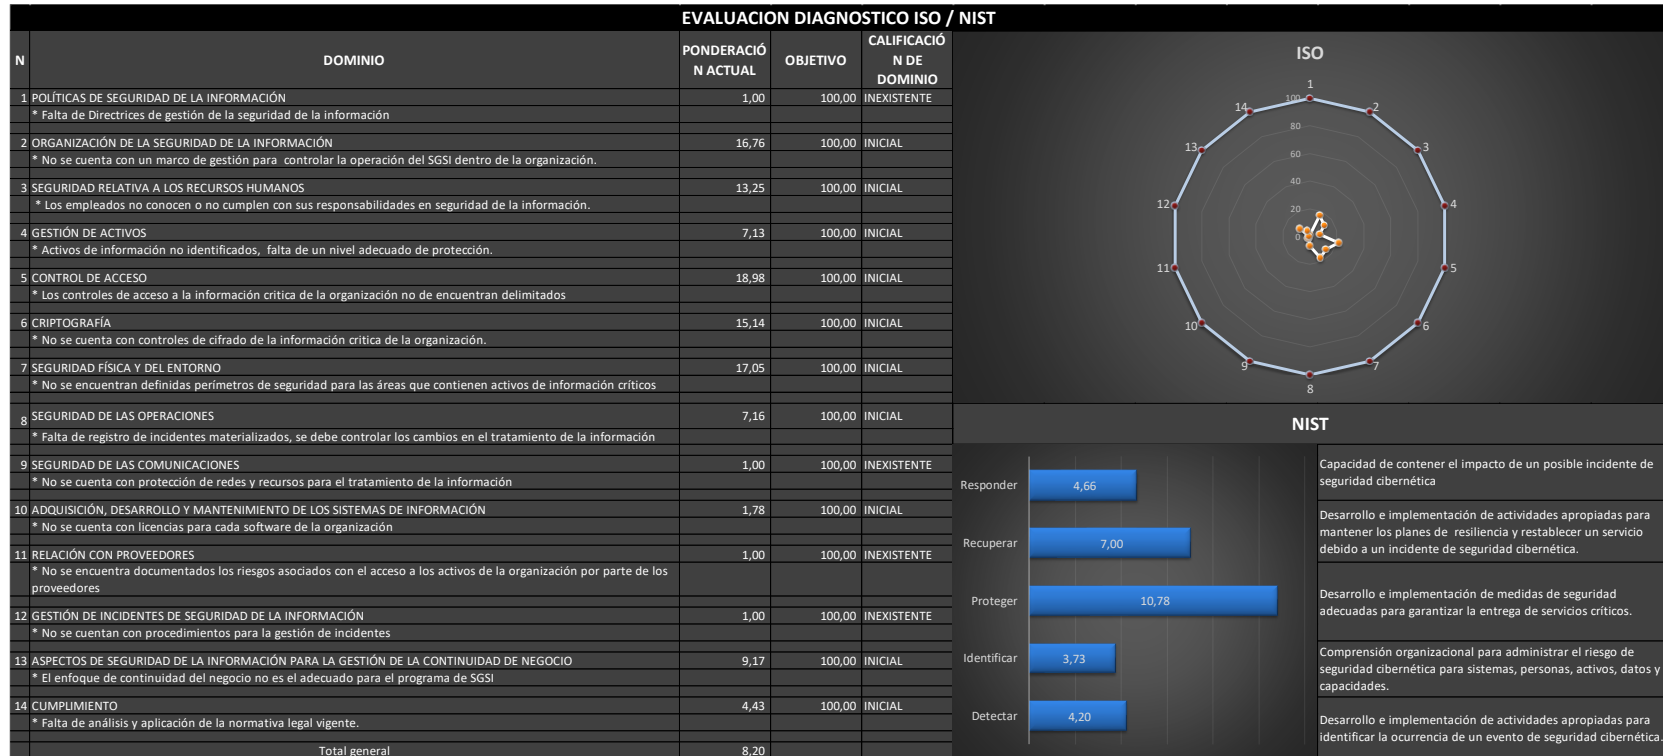 EVALUACION DIAGNOSTICO ISO / NIST
N DOMINIO PONDERACIÓ N ACTUAL OBJETIVO CALIFICACIÓ N DE DOMINIO
1 POLÍTICAS DE SEGURIDAD DE LA INFORMACIÓN 1,00 100,00 INEXISTENTE
* Falta de Directrices de gestión de la seguridad de la información
2 ORGANIZACIÓN DE LA SEGURIDAD DE LA INFORMACIÓN 16,76 100,00 INICIAL
* No se cuenta con un marco de gestión para controlar la operación del SGSI dentro de la organización.
3 SEGURIDAD RELATIVA A LOS RECURSOS HUMANOS 13,25 100,00 INICIAL
* Los empleados no conocen o no cumplen con sus responsabilidades en seguridad de la información.
4 GESTIÓN DE ACTIVOS 7,13 100,00 INICIAL
* Activos de información no identificados, falta de un nivel adecuado de protección.
5 CONTROL DE ACCESO 18,98 100,00 INICIAL
* Los controles de acceso a la información critica de la organización no de encuentran delimitados
6 CRIPTOGRAFÍA 15,14 100,00 INICIAL
* No se cuenta con controles de cifrado de la información critica de la organización.
7 SEGURIDAD FÍSICA Y DEL ENTORNO 17,05 100,00 INICIAL
* No se encuentran definidas perímetros de seguridad para las áreas que contienen activos de información críticos
8 SEGURIDAD DE LAS OPERACIONES 7,16 100,00 INICIAL
* Falta de registro de incidentes materializados, se debe controlar los cambios en el tratamiento de la información
9 SEGURIDAD DE LAS COMUNICACIONES 1,00 100,00 INEXISTENTE
* No se cuenta con protección de redes y recursos para el tratamiento de la información
10 ADQUISICIÓN, DESARROLLO Y MANTENIMIENTO DE LOS SISTEMAS DE INFORMACIÓN 1,78 100,00 INICIAL
* No se cuenta con licencias para cada software de la organización
11 RELACIÓN CON PROVEEDORES 1,00 100,00 INEXISTENTE
* No se encuentra documentados los riesgos asociados con el acceso a los activos de la organización por parte de los
proveedores
12 GESTIÓN DE INCIDENTES DE SEGURIDAD DE LA INFORMACIÓN 1,00 100,00 INEXISTENTE
* No se cuentan con procedimientos para la gestión de incidentes
13 ASPECTOS DE SEGURIDAD DE LA INFORMACIÓN PARA LA GESTIÓN DE LA CONTINUIDAD DE NEGOCIO 9,17 100,00 INICIAL
* El enfoque de continuidad del negocio no es el adecuado para el programa de SGSI
14 CUMPLIMIENTO 4,43 100,00 INICIAL
* Falta de análisis y aplicación de la normativa legal vigente.
Total general 8,20
ISO
1
2
3
4
5
6
7
8
9
10
11
12
13
14
100
80
60
40
20
0
NIST
Responder 4,66
Capacidad de contener el impacto de un posible incidente de
seguridad cibernética
Recuperar 7,00
Desarrollo e implementación de actividades apropiadas para
mantener los planes de resiliencia y restablecer un servicio
debido a un incidente de seguridad cibernética.
Proteger 10,78
Desarrollo e implementación de medidas de seguridad
adecuadas para garantizar la entrega de servicios críticos.
Identificar 3,73
Comprensión organizacional para administrar el riesgo de
seguridad cibernética para sistemas, personas, activos, datos y
capacidades.
Detectar 4,20
Desarrollo e implementación de actividades apropiadas para
identificar la ocurrencia de un evento de seguridad cibernética.